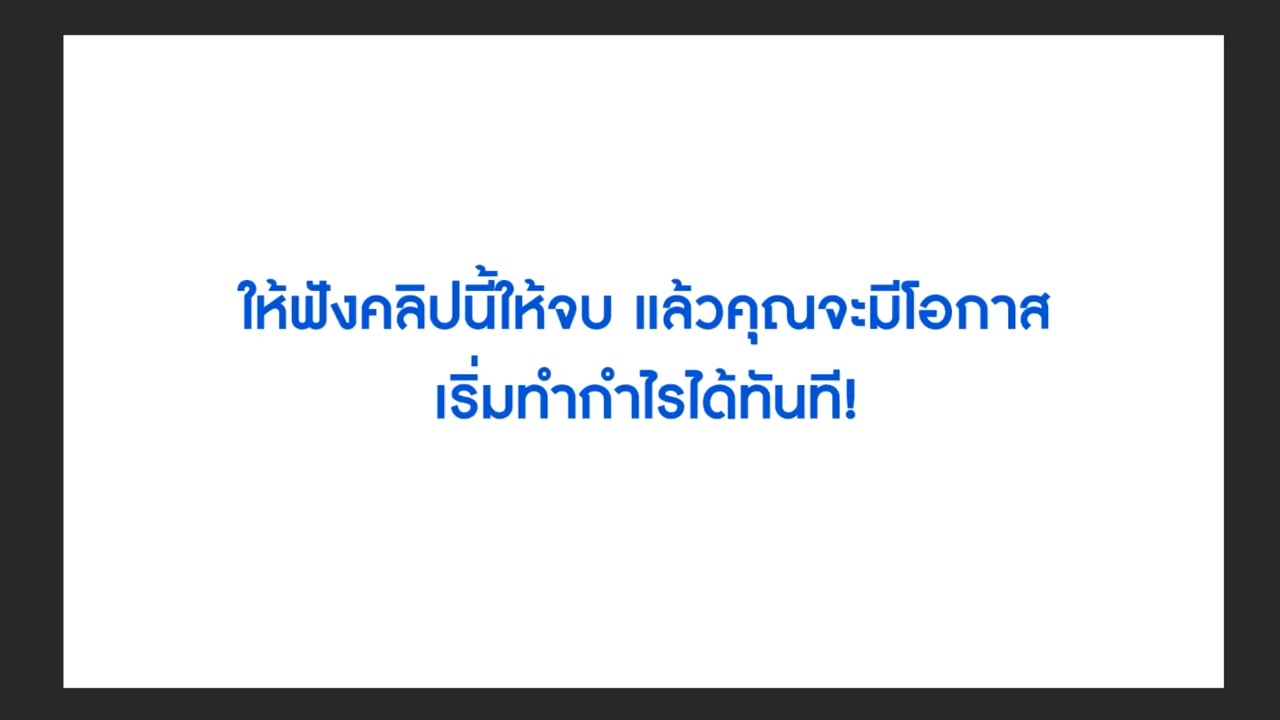 ให้ฟังคลิปนี้ให้จบ แล้วคุณจะมีโอกาส
เริ่มทำกำไรได้ทันที!